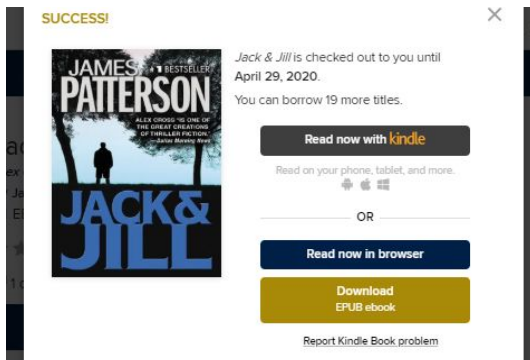 SUCCESS!
JAMES
#1 BESTSELLER
PATTERSON
ALEX CROSS "IS ONE OF
THE GREAT CREATIONS
OF THRILLER FICTION."
—Dallas Morning News
JACK&
JILL
Jack & Jill is checked out to you until
April 29, 2020.
You can borrow 19 more titles.
Read now with kindle
Read on your phone, tablet, and more.
OR
Read now in browser
Download
EPUB ebook
Report Kindle Book problem